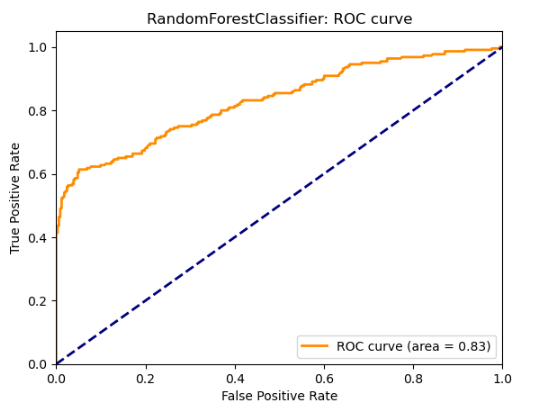 RandomForestClassifier: ROC curve
1.0
0.8
0.6
0.4
0.2
0.0
True Positive Rate
ROC curve (area = 0.83)
0.0 0.2 0.4 0.6 0.8 1.0
False Positive Rate